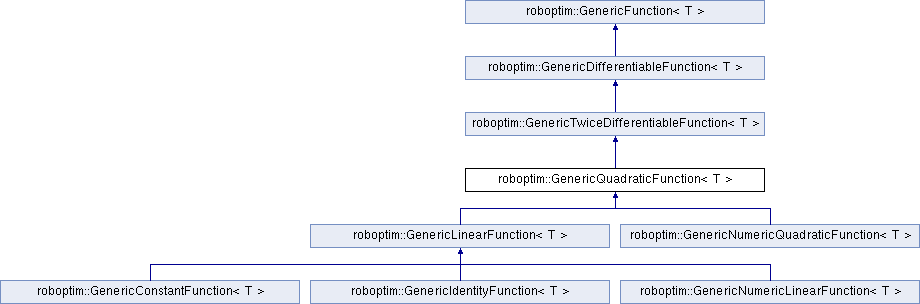 roboptim::GenericFunction< T >
roboptim::GenericDifferentiableFunction< T >
roboptim::GenericTwiceDifferentiableFunction< T >
roboptim::GenericQuadraticFunction< T >
roboptim::GenericLinearFunction< T >
roboptim::GenericNumericQuadraticFunction< T >
roboptim::GenericConstantFunction< T >
roboptim::GenericIdentityFunction< T >
roboptim::GenericNumericLinearFunction< T >